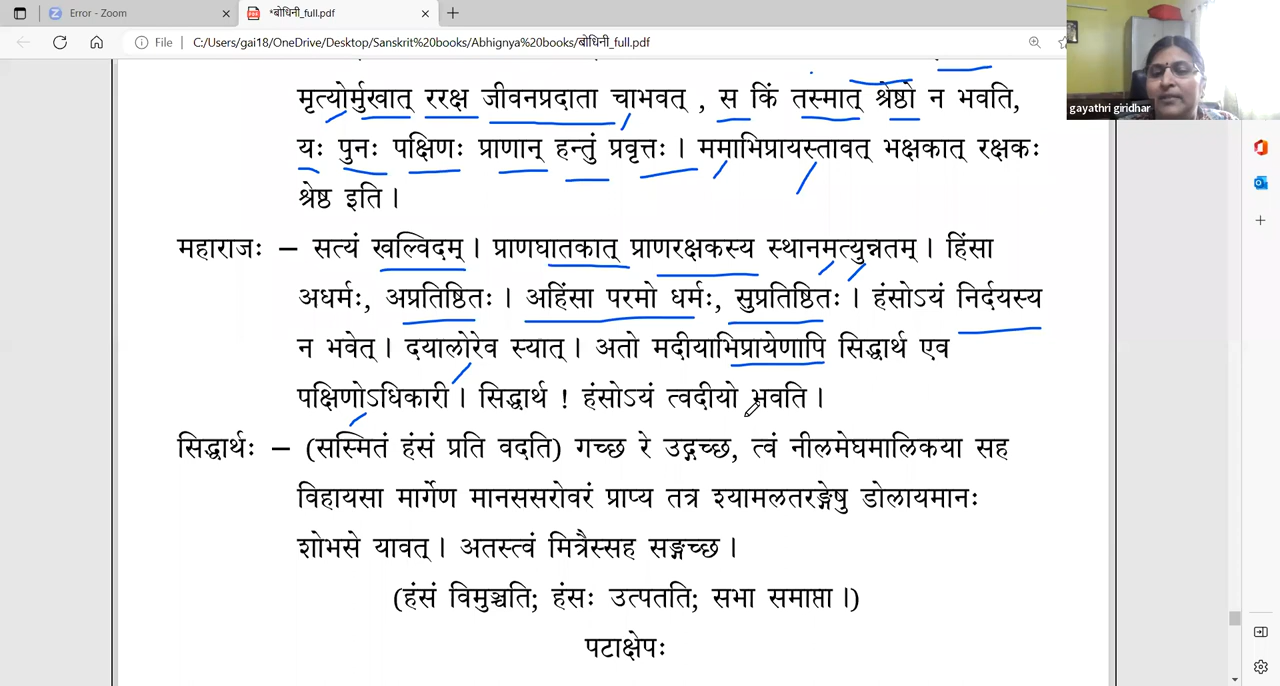 Error - Zoom
*बोधिनी_full.pdf
File | C:/Users/gai18/OneDrive/Desktop/Sanskrit%20books/Abhignya%20books/बोधिनी_full.pdf
gayathri giridhar
मृत्योर्मुखात् ररक्ष जीवनप्रदाता चाभवत् , स किं तस्मात् श्रेष्ठो न भवति,
यः पुनः पक्षिणः प्राणान् हन्तुं प्रवृत्तः । ममाभिप्रायस्तावत् भक्षकात् रक्षकः
श्रेष्ठ इति ।
महाराजः – सत्यं खल्विदम् । प्राणघातकात् प्राणरक्षकस्य स्थानमत्युन्नतम् । हिंसा
अधर्मः, अप्रतिष्ठितः । अहिंसा परमो धर्मः, सुप्रतिष्ठितः । हंसोऽयं निर्दयस्य
न भवेत् । दयालोरेव स्यात् । अतो मदीयाभिप्रायेणापि सिद्धार्थ एव
पक्षिणोऽधिकारी । सिद्धार्थ ! हंसोऽयं त्वदीयो भवति ।
सिद्धार्थः – (सस्मितं हंसं प्रति वदति) गच्छ रे उद्गच्छ, त्वं नीलमेघमालिकया सह
विहायसा मार्गेण मानससरोवरं प्राप्य तत्र श्यामलतरङ्गेषु डोलायमानः
शोभसे यावत् । अतस्त्वं मित्रैस्सह सङ्गच्छ ।
(हंसं विमुञ्चति; हंसः उत्पतति; सभा समाप्ता ।)
पटाक्षेपः